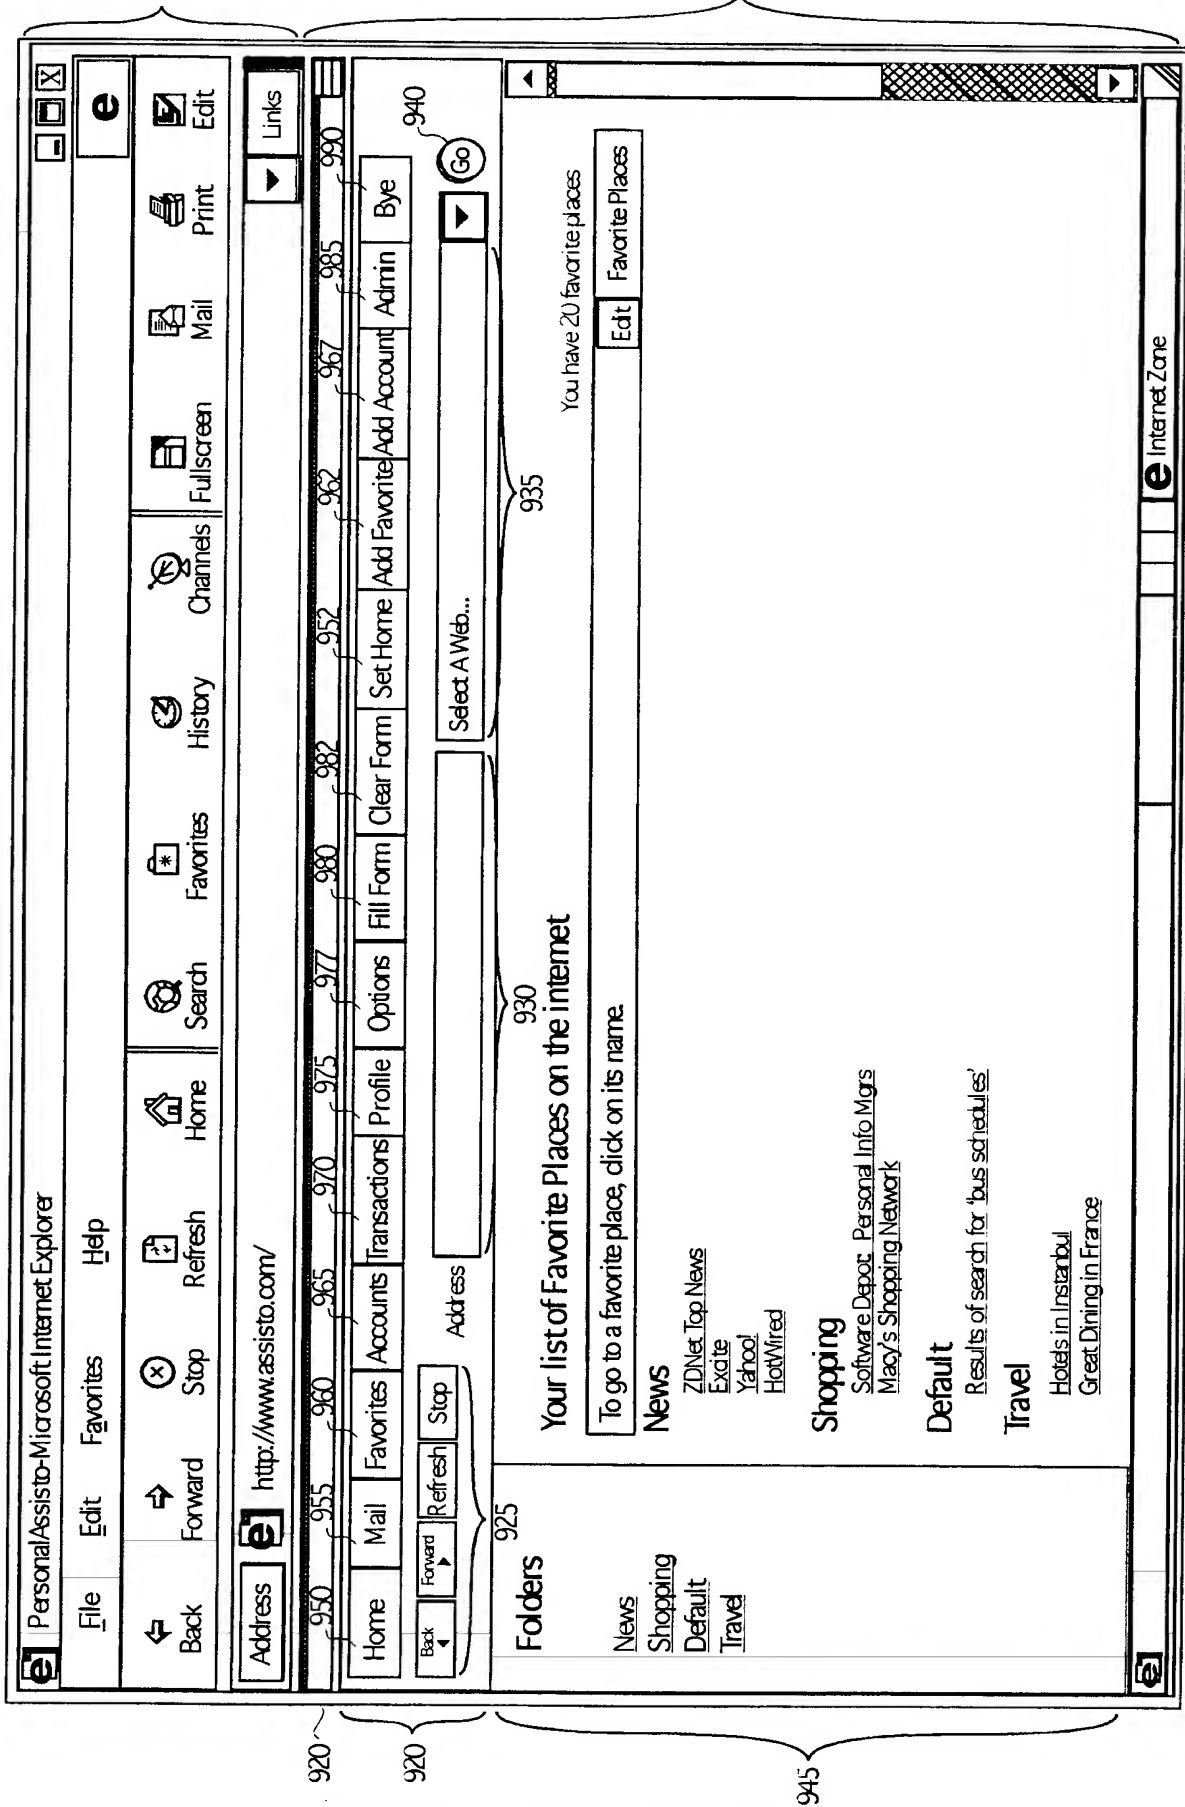 Personal Assisto-Microsoft Internet Explorer
File Edit Favorites Help
Back Forward Stop Refresh Home Search Favorites History Channels Fullscreen Mail Print Edit
Address http://www.assisto.com/ Links
920 950 955 960 965 970 975 977 980 982 952 962 967 985 990
Home Mail Favorites Accounts Transactions Profile Options Fill Form Clear Form Set Home Add Favorite Add Account Admin Bye
920 Back Forward Refresh Stop Address Select A Web... Go 940
925 930 935
Folders
News
Shopping
Default
Travel
945
Your list of Favorite Places on the internet
You have 20 favorite places
To go to a favorite place, click on its name. Edit Favorite Places
News
ZDNet Top News
Excite
Yahoo!
HotWired
Shopping
Software Depot: Personal Info Mgrs
Macy's Shopping Network
Default
Results of search for 'bus schedules'
Travel
Hotels in Instanbul
Great Dining in France
Internet Zone